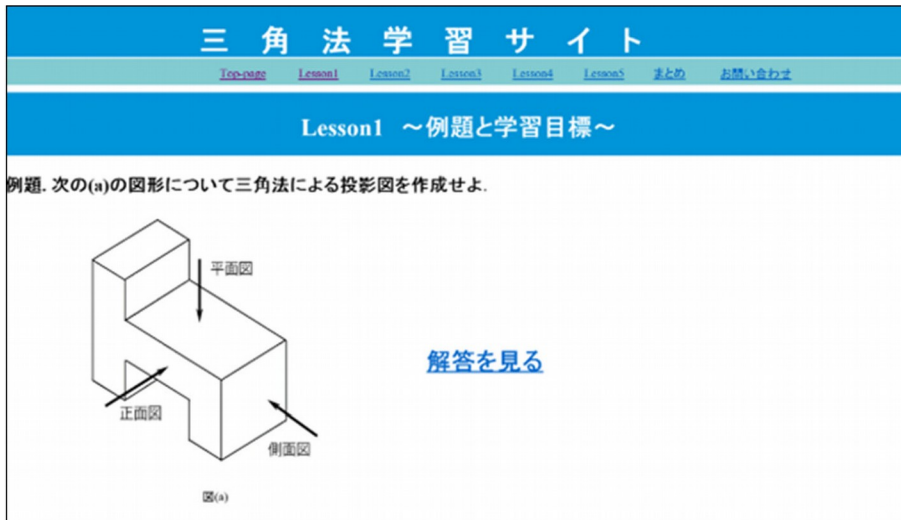 三角法学習サイト
Top-page Lesson1 Lesson2 Lesson3 Lesson4 Lesson5 まとめ お問い合わせ
Lesson1 ～例題と学習目標～
例題. 次の(a)の図形について三角法による投影図を作成せよ.
平面図
解答を見る
正面図
側面図
図(a)